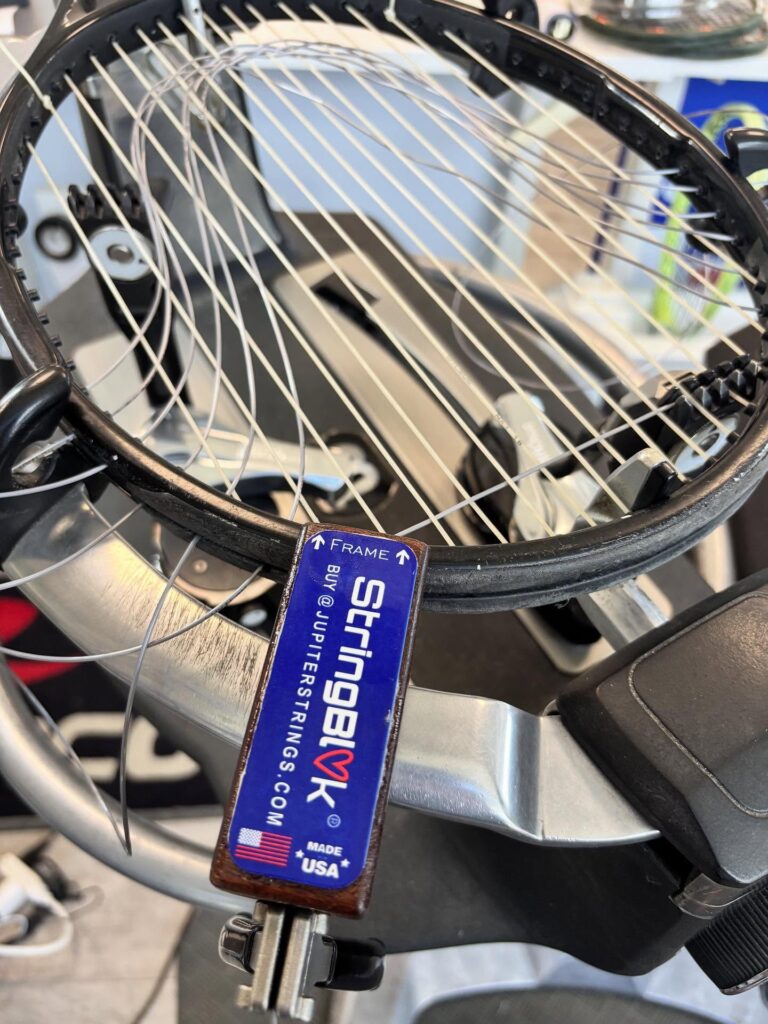 ↑ FRAME ↑
StringBl❤k
BUY@JUPITERSTRINGS.COM
MADE
★USA★